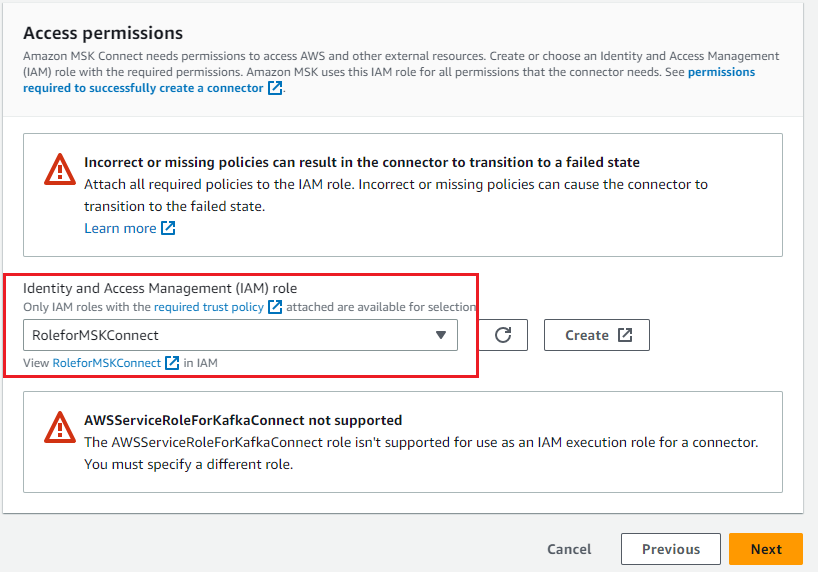 Access permissions
Amazon MSK Connect needs permissions to access AWS and other external resources. Create or choose an Identity and Access Management
(IAM) role with the required permissions. Amazon MSK uses this IAM role for all permissions that the connector needs. See permissions
required to successfully create a connector.
Incorrect or missing policies can result in the connector to transition to a failed state
Attach all required policies to the IAM role. Incorrect or missing policies can cause the connector to
transition to the failed state.
Learn more
Identity and Access Management (IAM) role
Only IAM roles with the required trust policy attached are available for selection
RoleforMSKConnect
Create
View RoleforMSKConnect in IAM
AWSServiceRoleForKafkaConnect not supported
The AWSServiceRoleForKafkaConnect role isn't supported for use as an IAM execution role for a connector.
You must specify a different role.
Cancel
Previous
Next